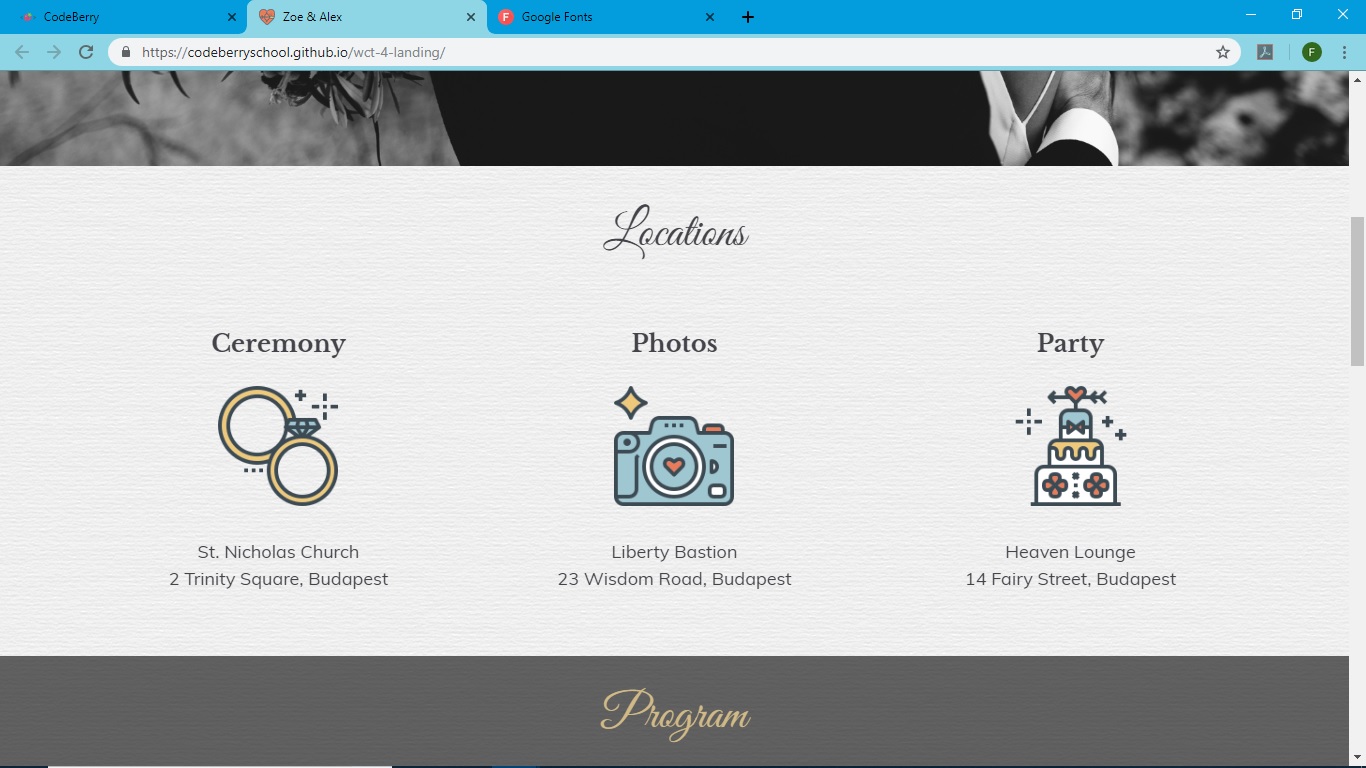 CodeBerry
Zoe & Alex
Google Fonts
https://codeberryschool.github.io/wct-4-landing/
F
Locations
Ceremony
Photos
Party
St. Nicholas Church
2 Trinity Square, Budapest
Liberty Bastion
23 Wisdom Road, Budapest
Heaven Lounge
14 Fairy Street, Budapest
Program